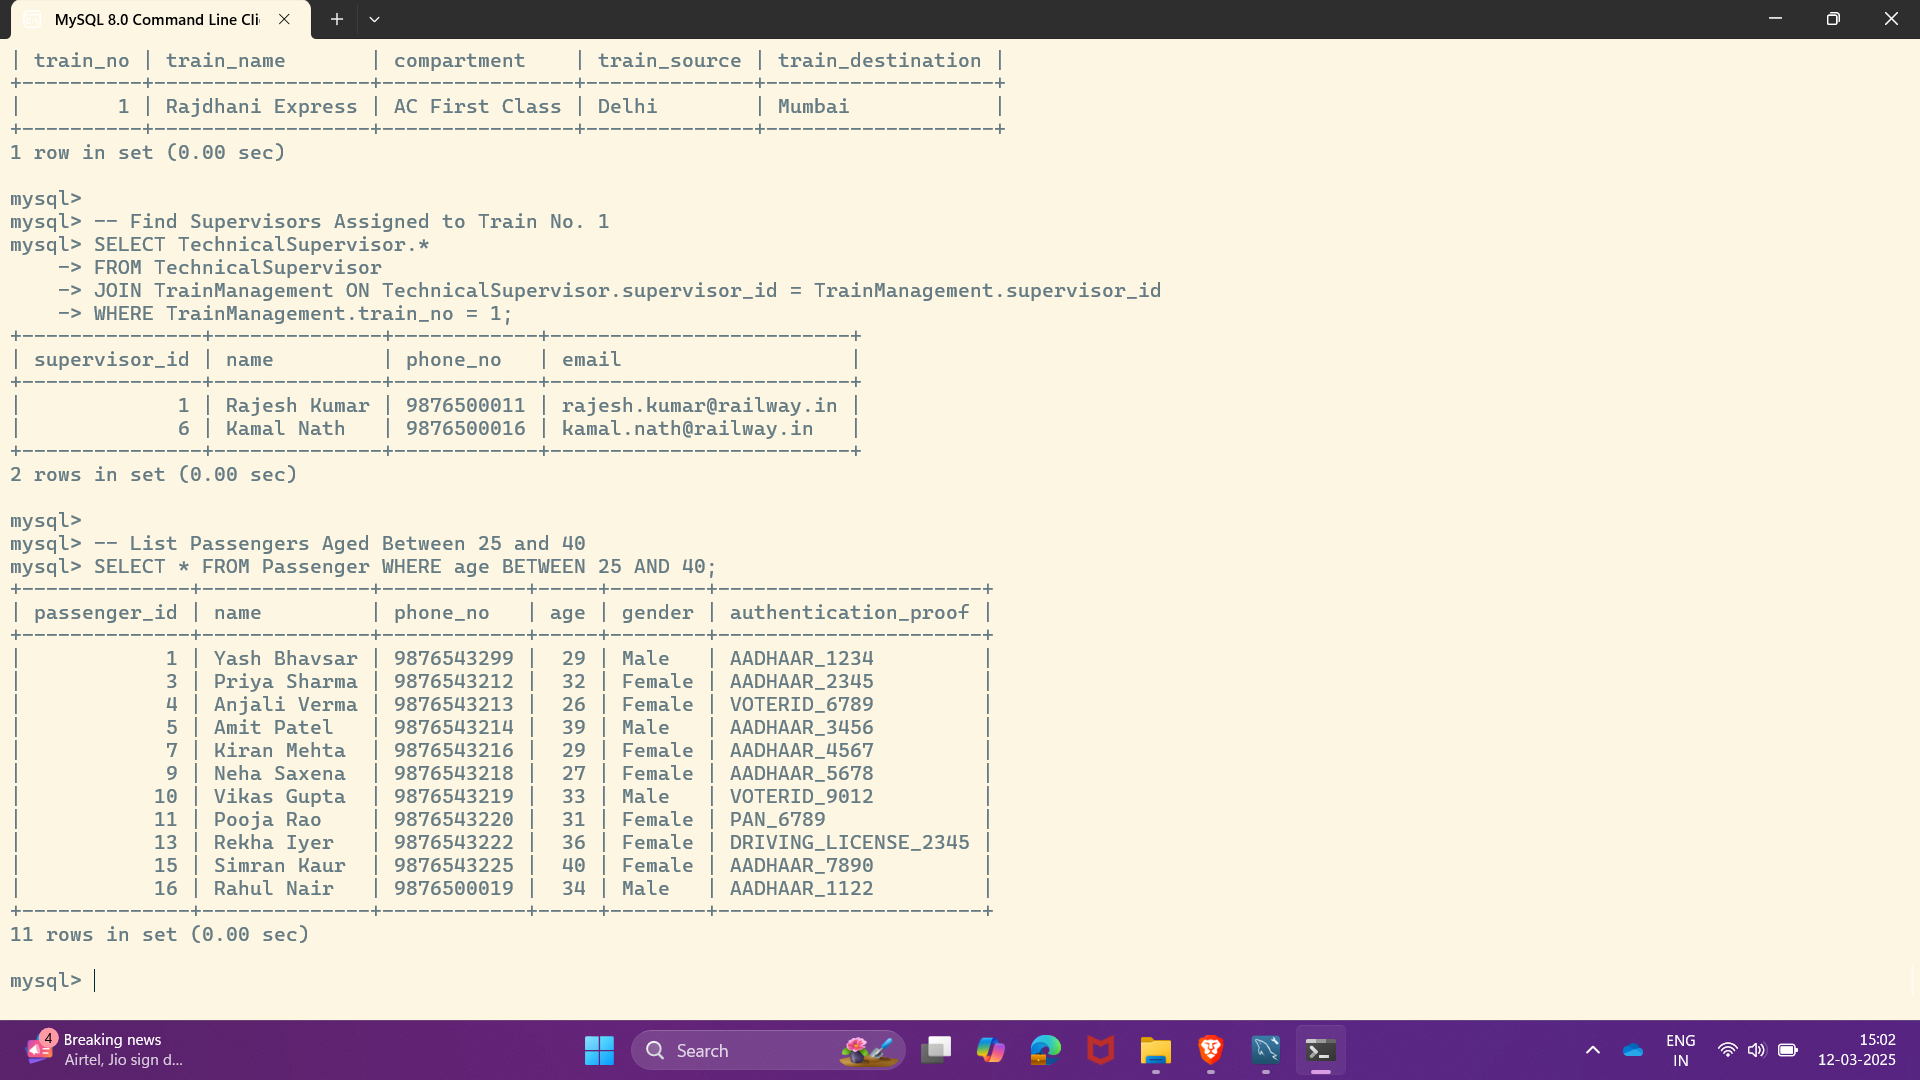 MySQL 8.0 Command Line Cli
| train_no | train_name        | compartment    | train_source | train_destination |
+----------+------------------+----------------+--------------+-------------------+
|        1 | Rajdhani Express | AC First Class | Delhi        | Mumbai            |
+----------+------------------+----------------+--------------+-------------------+
1 row in set (0.00 sec)
mysql>
mysql> -- Find Supervisors Assigned to Train No. 1
mysql> SELECT TechnicalSupervisor.*
    -> FROM TechnicalSupervisor
    -> JOIN TrainManagement ON TechnicalSupervisor.supervisor_id = TrainManagement.supervisor_id
    -> WHERE TrainManagement.train_no = 1;
+---------------+--------------+------------+-------------------------+
| supervisor_id | name         | phone_no   | email                   |
+---------------+--------------+------------+-------------------------+
|             1 | Rajesh Kumar | 9876500011 | rajesh.kumar@railway.in |
|             6 | Kamal Nath   | 9876500016 | kamal.nath@railway.in   |
+---------------+--------------+------------+-------------------------+
2 rows in set (0.00 sec)
mysql>
mysql> -- List Passengers Aged Between 25 and 40
mysql> SELECT * FROM Passenger WHERE age BETWEEN 25 AND 40;
+--------------+--------------+------------+-----+--------+----------------------+
| passenger_id | name         | phone_no   | age | gender | authentication_proof |
+--------------+--------------+------------+-----+--------+----------------------+
|            1 | Yash Bhavsar | 9876543299 |  29 | Male   | AADHAAR_1234         |
|            3 | Priya Sharma | 9876543212 |  32 | Female | AADHAAR_2345         |
|            4 | Anjali Verma | 9876543213 |  26 | Female | VOTERID_6789         |
|            5 | Amit Patel   | 9876543214 |  39 | Male   | AADHAAR_3456         |
|            7 | Kiran Mehta  | 9876543216 |  29 | Female | AADHAAR_4567         |
|            9 | Neha Saxena  | 9876543218 |  27 | Female | AADHAAR_5678         |
|           10 | Vikas Gupta  | 9876543219 |  33 | Male   | VOTERID_9012         |
|           11 | Pooja Rao    | 9876543220 |  31 | Female | PAN_6789             |
|           13 | Rekha Iyer   | 9876543222 |  36 | Female | DRIVING_LICENSE_2345 |
|           15 | Simran Kaur  | 9876543225 |  40 | Female | AADHAAR_7890         |
|           16 | Rahul Nair   | 9876500019 |  34 | Male   | AADHAAR_1122         |
+--------------+--------------+------------+-----+--------+----------------------+
11 rows in set (0.00 sec)
mysql>
4
Breaking news
Airtel, Jio sign d...
Search
ENG
IN
15:02
12-03-2025